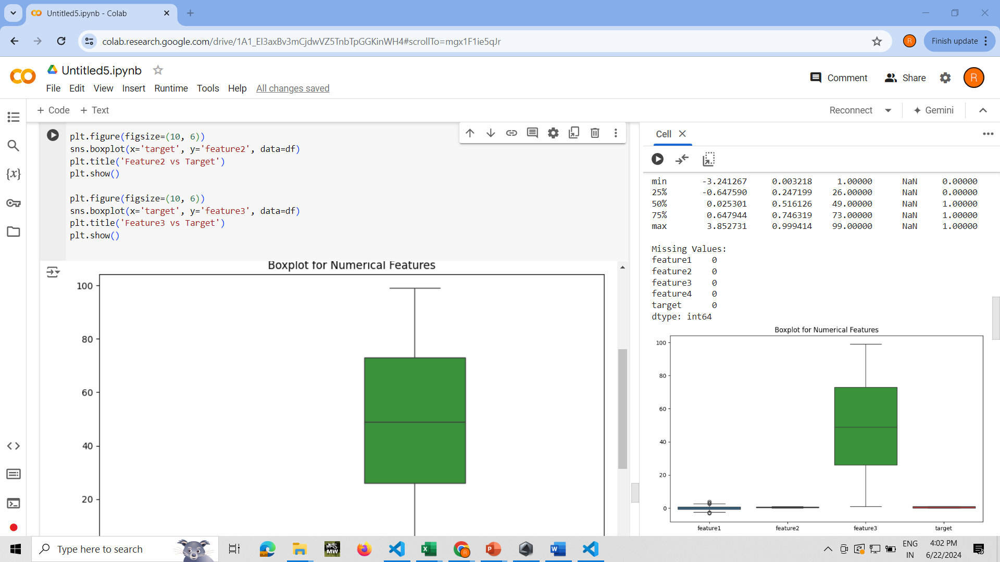 Untitled5.ipynb - Colab
colab.research.google.com/drive/1A1_EI3axBv3mCjdwVZ5TnbTpGGKinWH4#scrollTo=mgx1F1ie5qJr
R
Finish update
CO
Untitled5.ipynb
Comment
Share
R
File Edit View Insert Runtime Tools Help All changes saved
+ Code + Text
Reconnect
Gemini
plt.figure(figsize=(10, 6))
sns.boxplot(x='target', y='feature2', data=df)
plt.title('Feature2 vs Target')
plt.show()
plt.figure(figsize=(10, 6))
sns.boxplot(x='target', y='feature3', data=df)
plt.title('Feature3 vs Target')
plt.show()
Boxplot for Numerical Features
100
80
60
40
20
Cell
min -3.241267 0.003218 1.00000 NaN 0.00000
25% -0.647590 0.247199 26.00000 NaN 0.00000
50% 0.025301 0.516126 49.00000 NaN 1.00000
75% 0.647944 0.746319 73.00000 NaN 1.00000
max 3.852731 0.999414 99.00000 NaN 1.00000
Missing Values:
feature1 0
feature2 0
feature3 0
feature4 0
target 0
dtype: int64
Boxplot for Numerical Features
100
80
60
40
20
0
feature1 feature2 feature3 target
Type here to search
MW
ENG
IN
4:02 PM
6/22/2024